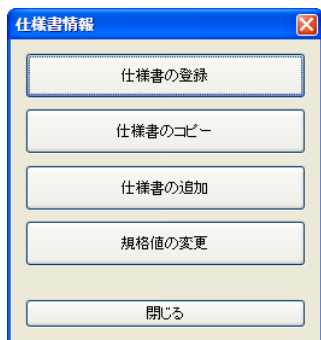 仕様書情報
仕様書の登録
仕様書のコピー
仕様書の追加
規格値の変更
閉じる